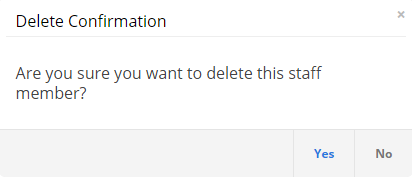 Delete Confirmation ×
Are you sure you want to delete this staff
member?
Yes No